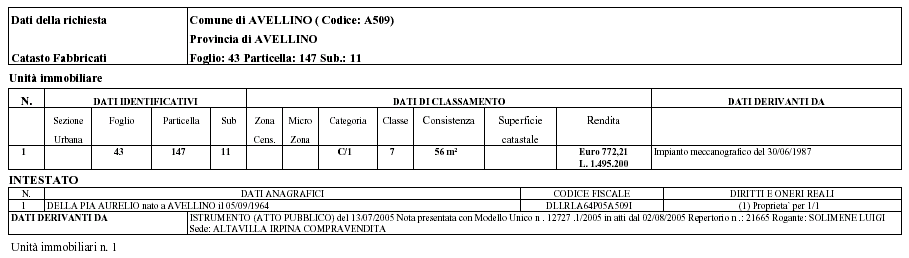 Dati della richiesta Comune di AVELLINO ( Codice: A509)
Provincia di AVELLINO
Catasto Fabbricati Foglio: 43 Particella: 147 Sub.: 11
Unità immobiliare
N. DATI IDENTIFICATIVI DATI DI CLASSAMENTO DATI DERIVANTI DA
Sezione Foglio Particella Sub Zona Micro Categoria Classe Consistenza Superficie Rendita
Urbana Cens. Zona catastale
1 43 147 11 C/1 7 56 m² Euro 772,21 Impianto meccanografico del 30/06/1987
L. 1.495.200
INTESTATO
N. DATI ANAGRAFICI CODICE FISCALE DIRITTI E ONERI REALI
1 DELLA PIA AURELIO nato a AVELLINO il 05/09/1964 DLLRLA64P05A509I (1) Proprieta` per 1/1
DATI DERIVANTI DA ISTRUMENTO (ATTO PUBBLICO) del 13/07/2005 Nota presentata con Modello Unico n . 12727 .1/2005 in atti dal 02/08/2005 Repertorio n .: 21665 Rogante: SOLIMENE LUIGI
Sede: ALTAVILLA IRPINA COMPRAVENDITA
Unità immobiliari n. 1